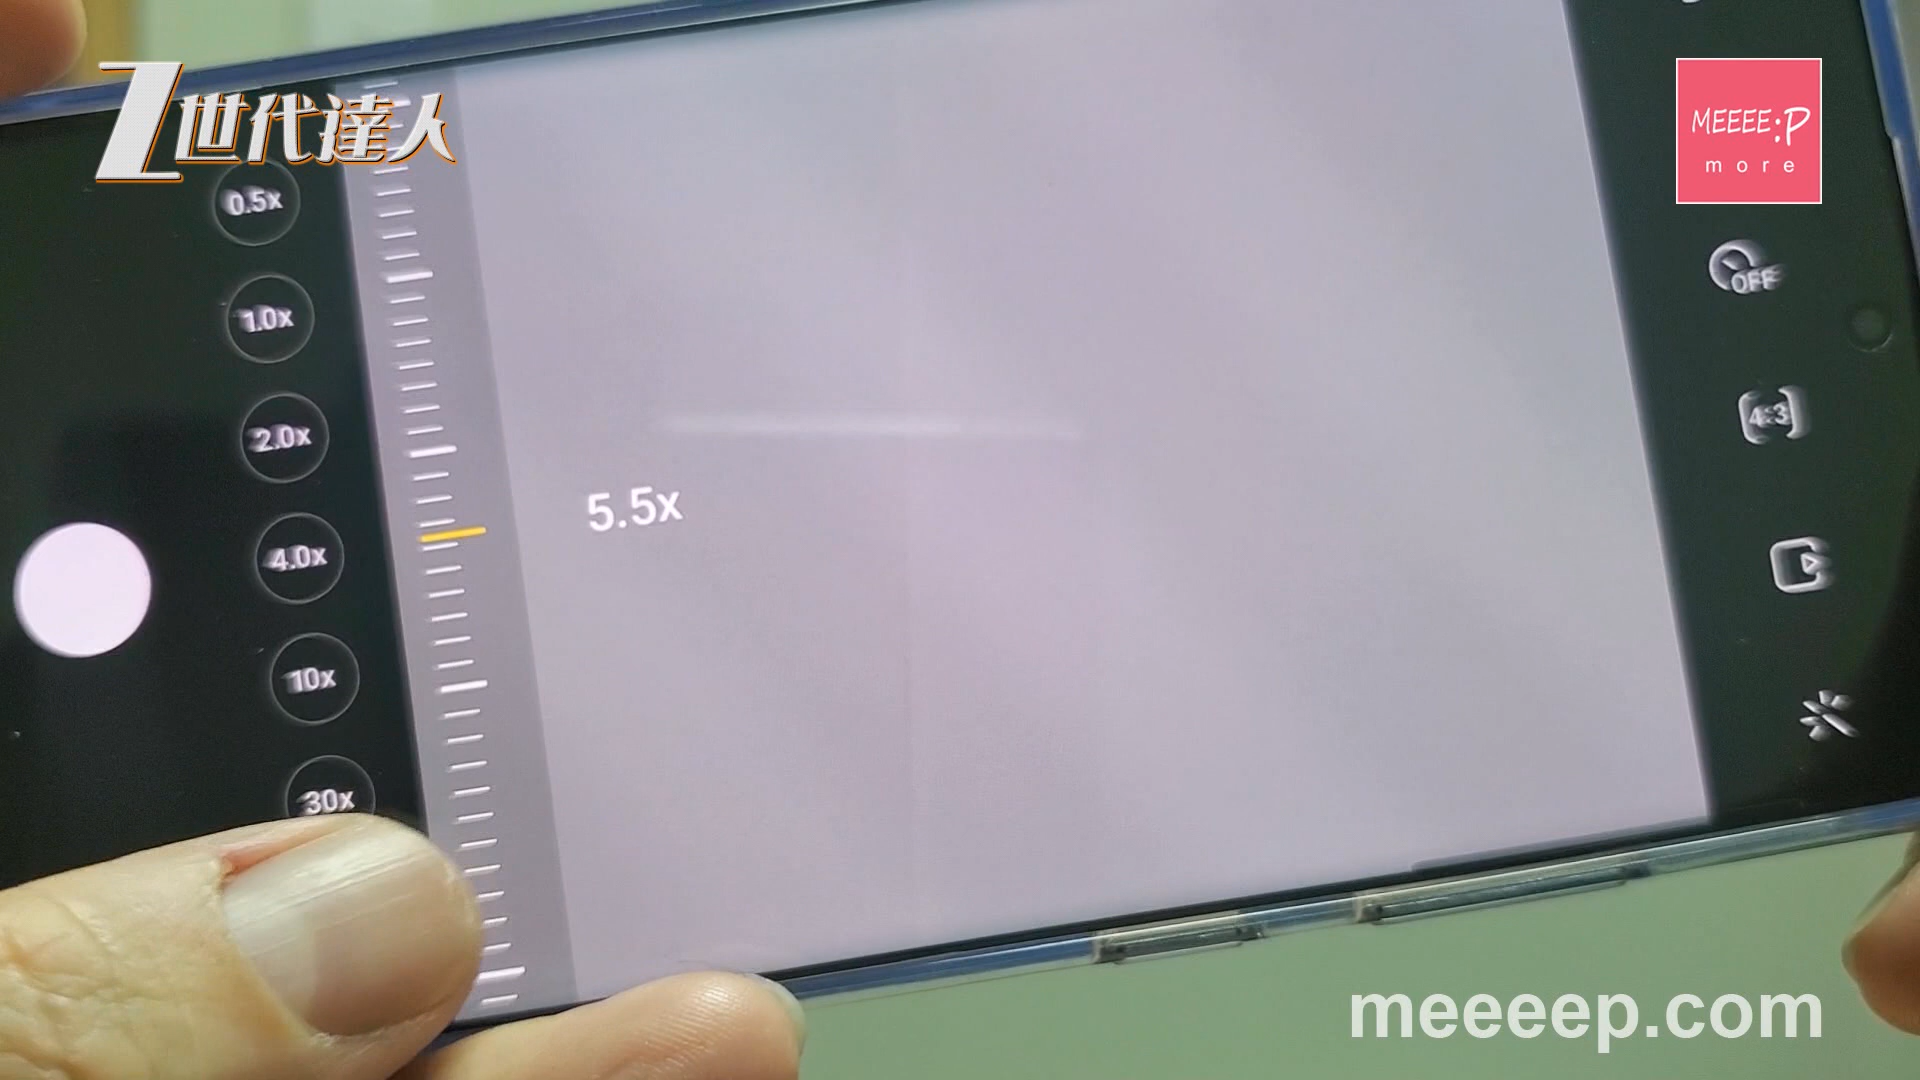 Z世代達人
MEEEE:P
more
0.5x
1.0x
2.0x
4.0x
10x
30x
5.5x
OFF
4:3
meeeep.com